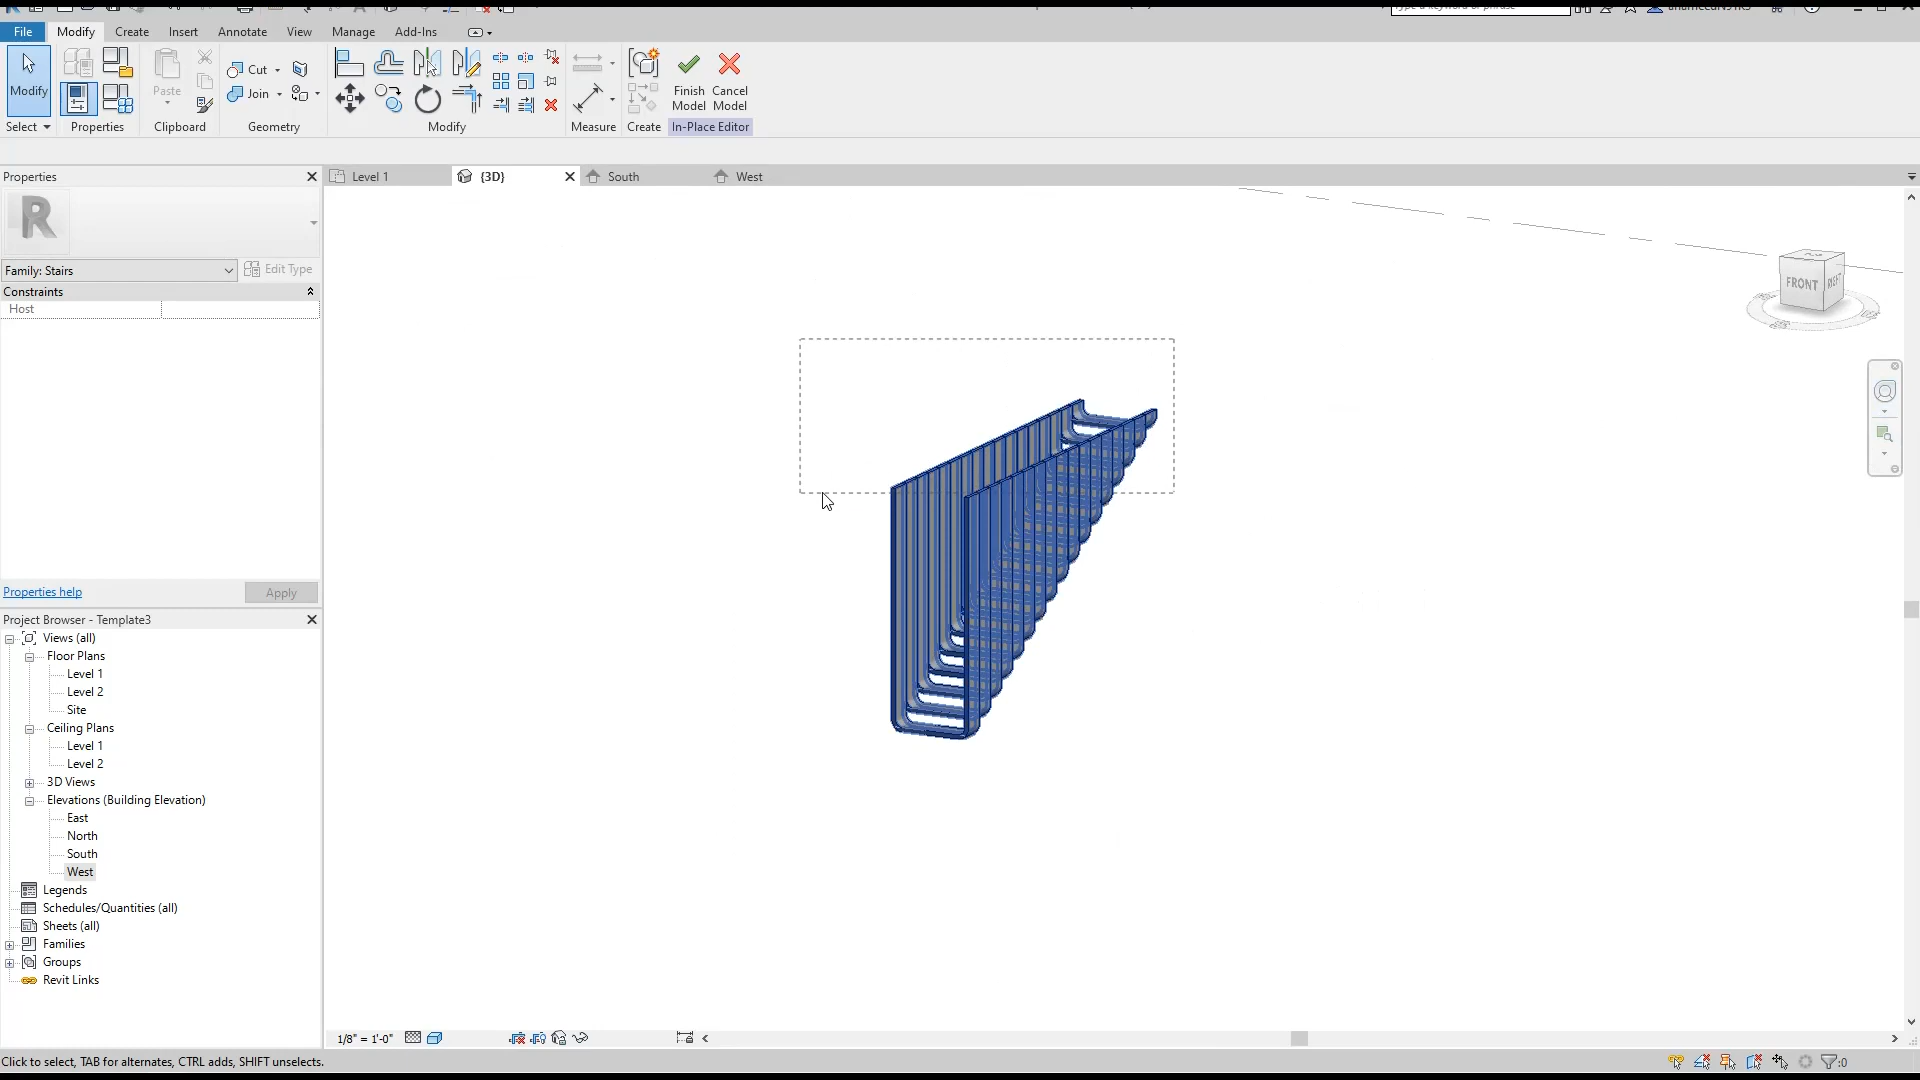 File
Modify
Create
Insert
Annotate
View
Manage
Add-Ins
Modify
Paste
Cut
Join
Finish Model
Cancel Model
Select
Properties
Clipboard
Geometry
Modify
Measure
Create
In-Place Editor
Properties
Level 1
{3D}
South
West
R
Family: Stairs
Edit Type
Constraints
Host
FRONT
RIGHT
Properties help
Apply
Project Browser - Template3
Views (all)
Floor Plans
Level 1
Level 2
Site
Ceiling Plans
Level 1
Level 2
3D Views
Elevations (Building Elevation)
East
North
South
West
Legends
Schedules/Quantities (all)
Sheets (all)
Families
Groups
Revit Links
1/8" = 1'-0"
Click to select, TAB for alternates, CTRL adds, SHIFT unselects.
:0